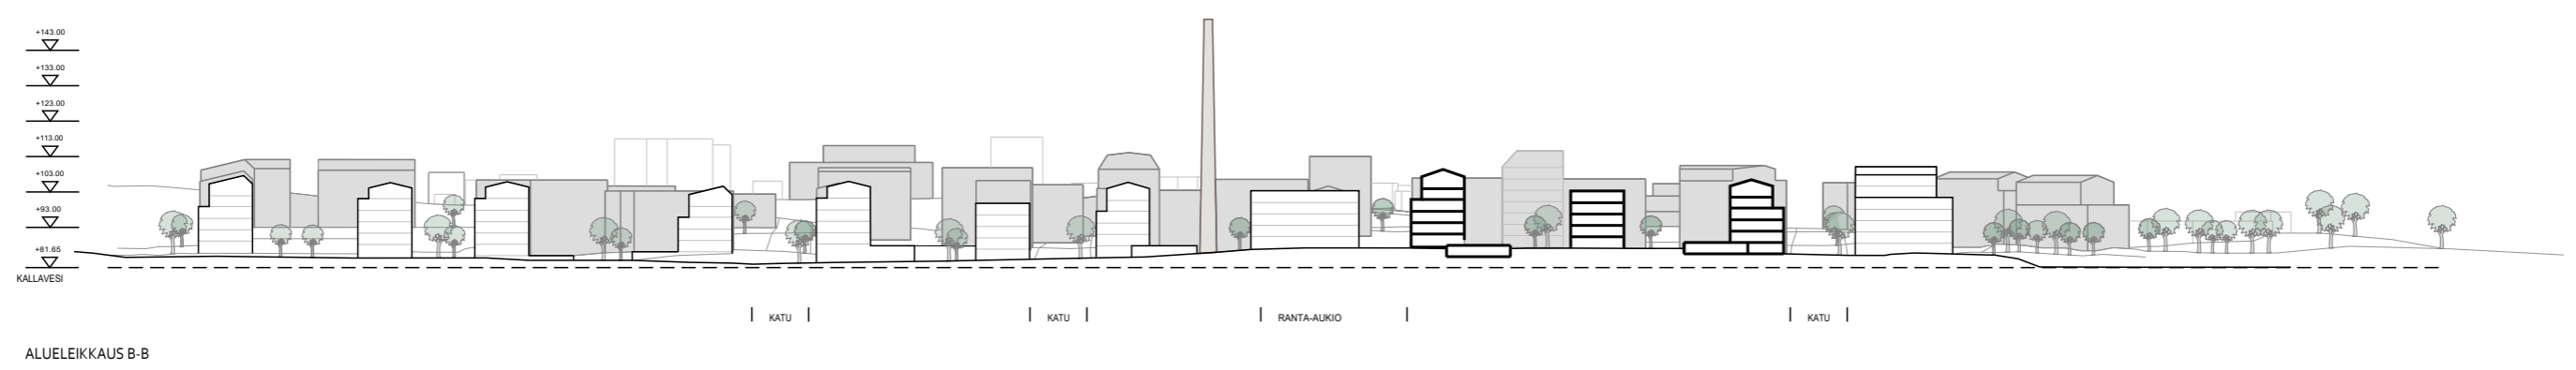 +143.00
+133.00
+123.00
+113.00
+103.00
+93.00
+81.65
KALLAVESI
KATU
KATU
RANTA-AUKIO
KATU
ALUELEIKKAUS B-B